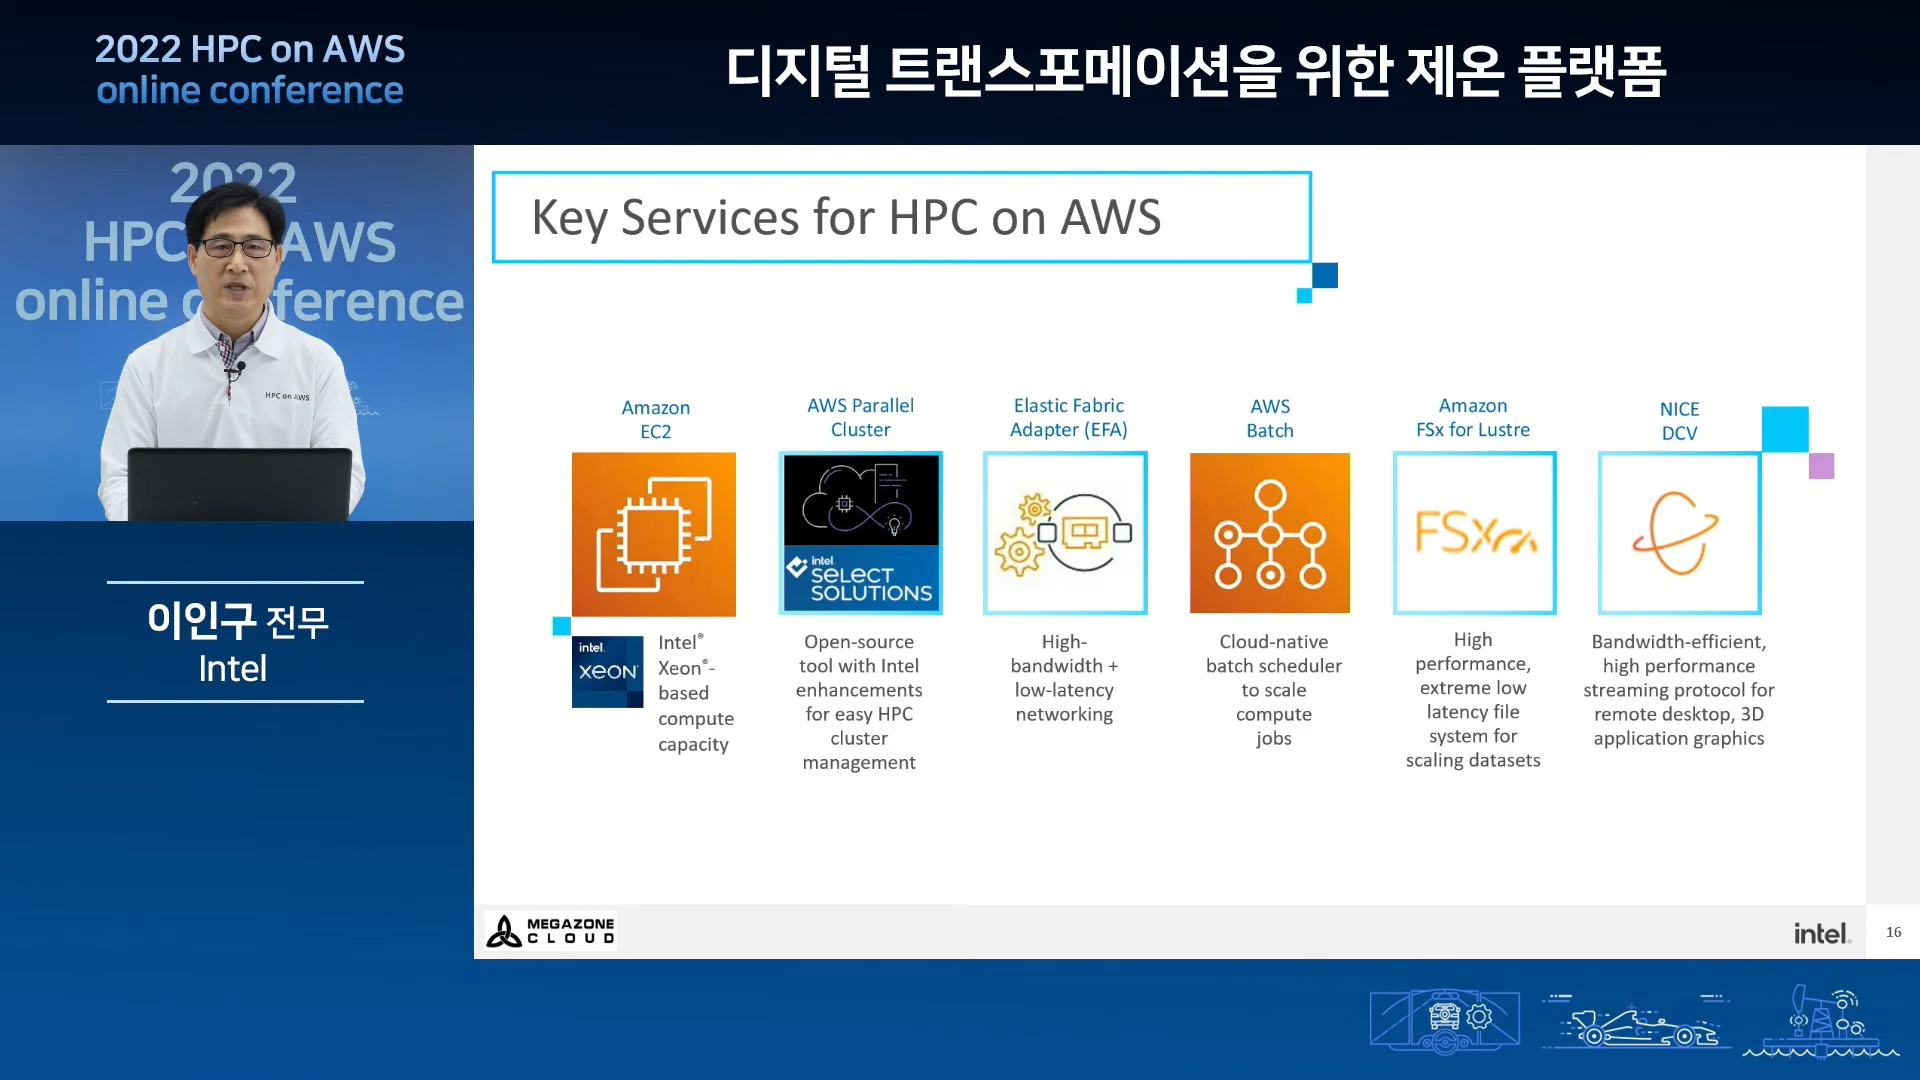 2022 HPC on AWS
online conference
디지털 트랜스포메이션을 위한 제온 플랫폼
2022
HPC AWS
online c ference
HPC on AWS
이인구 전무
Intel
Key Services for HPC on AWS
Amazon
EC2
intel.
xeon
Intel®
Xeon®-
based
compute
capacity
AWS Parallel
Cluster
intel.
SELECT
SOLUTIONS
Open-source
tool with Intel
enhancements
for easy HPC
cluster
management
Elastic Fabric
Adapter (EFA)
High-
bandwidth +
low-latency
networking
AWS
Batch
Cloud-native
batch scheduler
to scale
compute
jobs
Amazon
FSx for Lustre
FSx
High
performance,
extreme low
latency file
system for
scaling datasets
NICE
DCV
Bandwidth-efficient,
high performance
streaming protocol for
remote desktop, 3D
application graphics
MEGAZONE
CLOUD
intel.
16